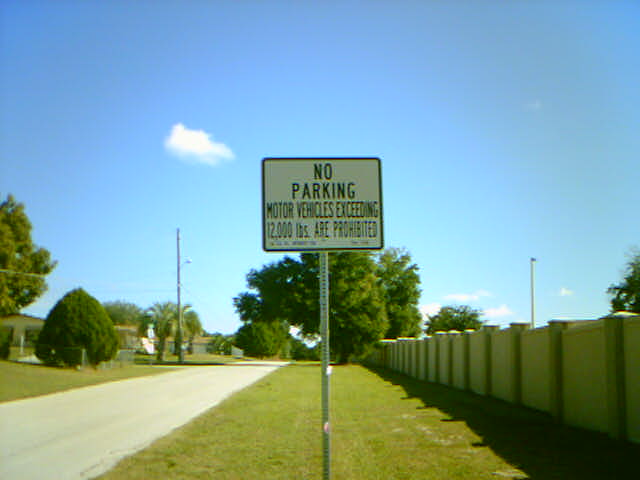 NO
PARKING
MOTOR VEHICLES EXCEEDING
12,000 lbs. ARE PROHIBITED